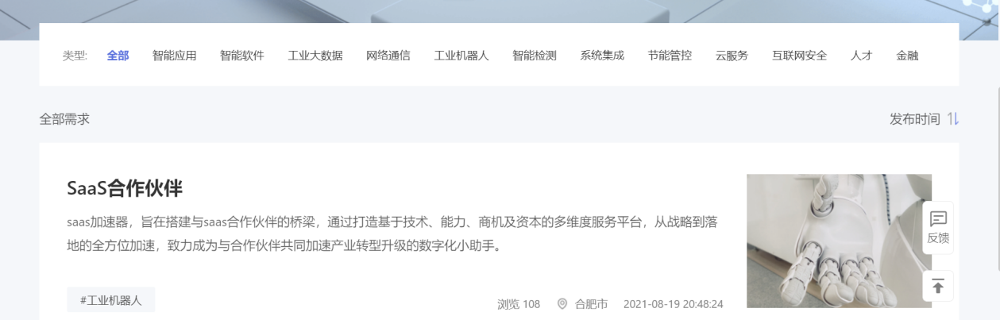 类型: 全部 智能应用 智能软件 工业大数据 网络通信 工业机器人 智能检测 系统集成 节能管控 云服务 互联网安全 人才 金融
全部需求 发布时间
SaaS合作伙伴
saas加速器，旨在搭建与saas合作伙伴的桥梁，通过打造基于技术、能力、商机及资本的多维度服务平台，从战略到落
地的全方位加速，致力成为与合作伙伴共同加速产业转型升级的数字化小助手。
反馈
#工业机器人 浏览 108 合肥市 2021-08-19 20:48:24